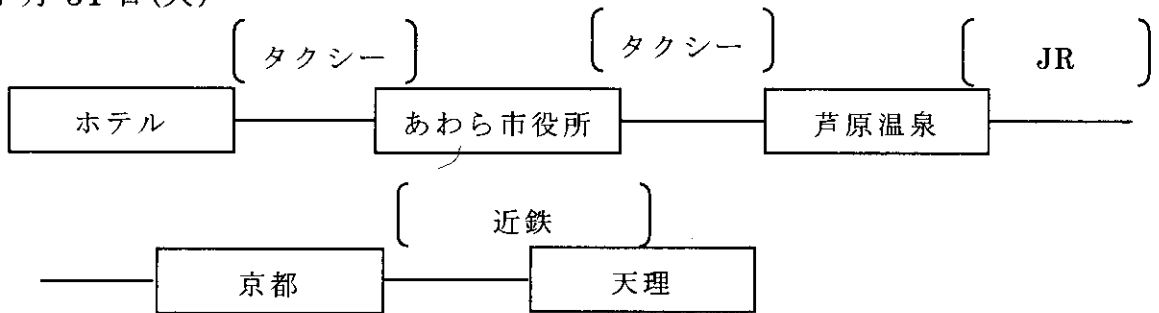 月31日(火)
(タクシー) (タクシー) (JR)
ホテル あわら市役所 芦原温泉
(近鉄)
京都 天理